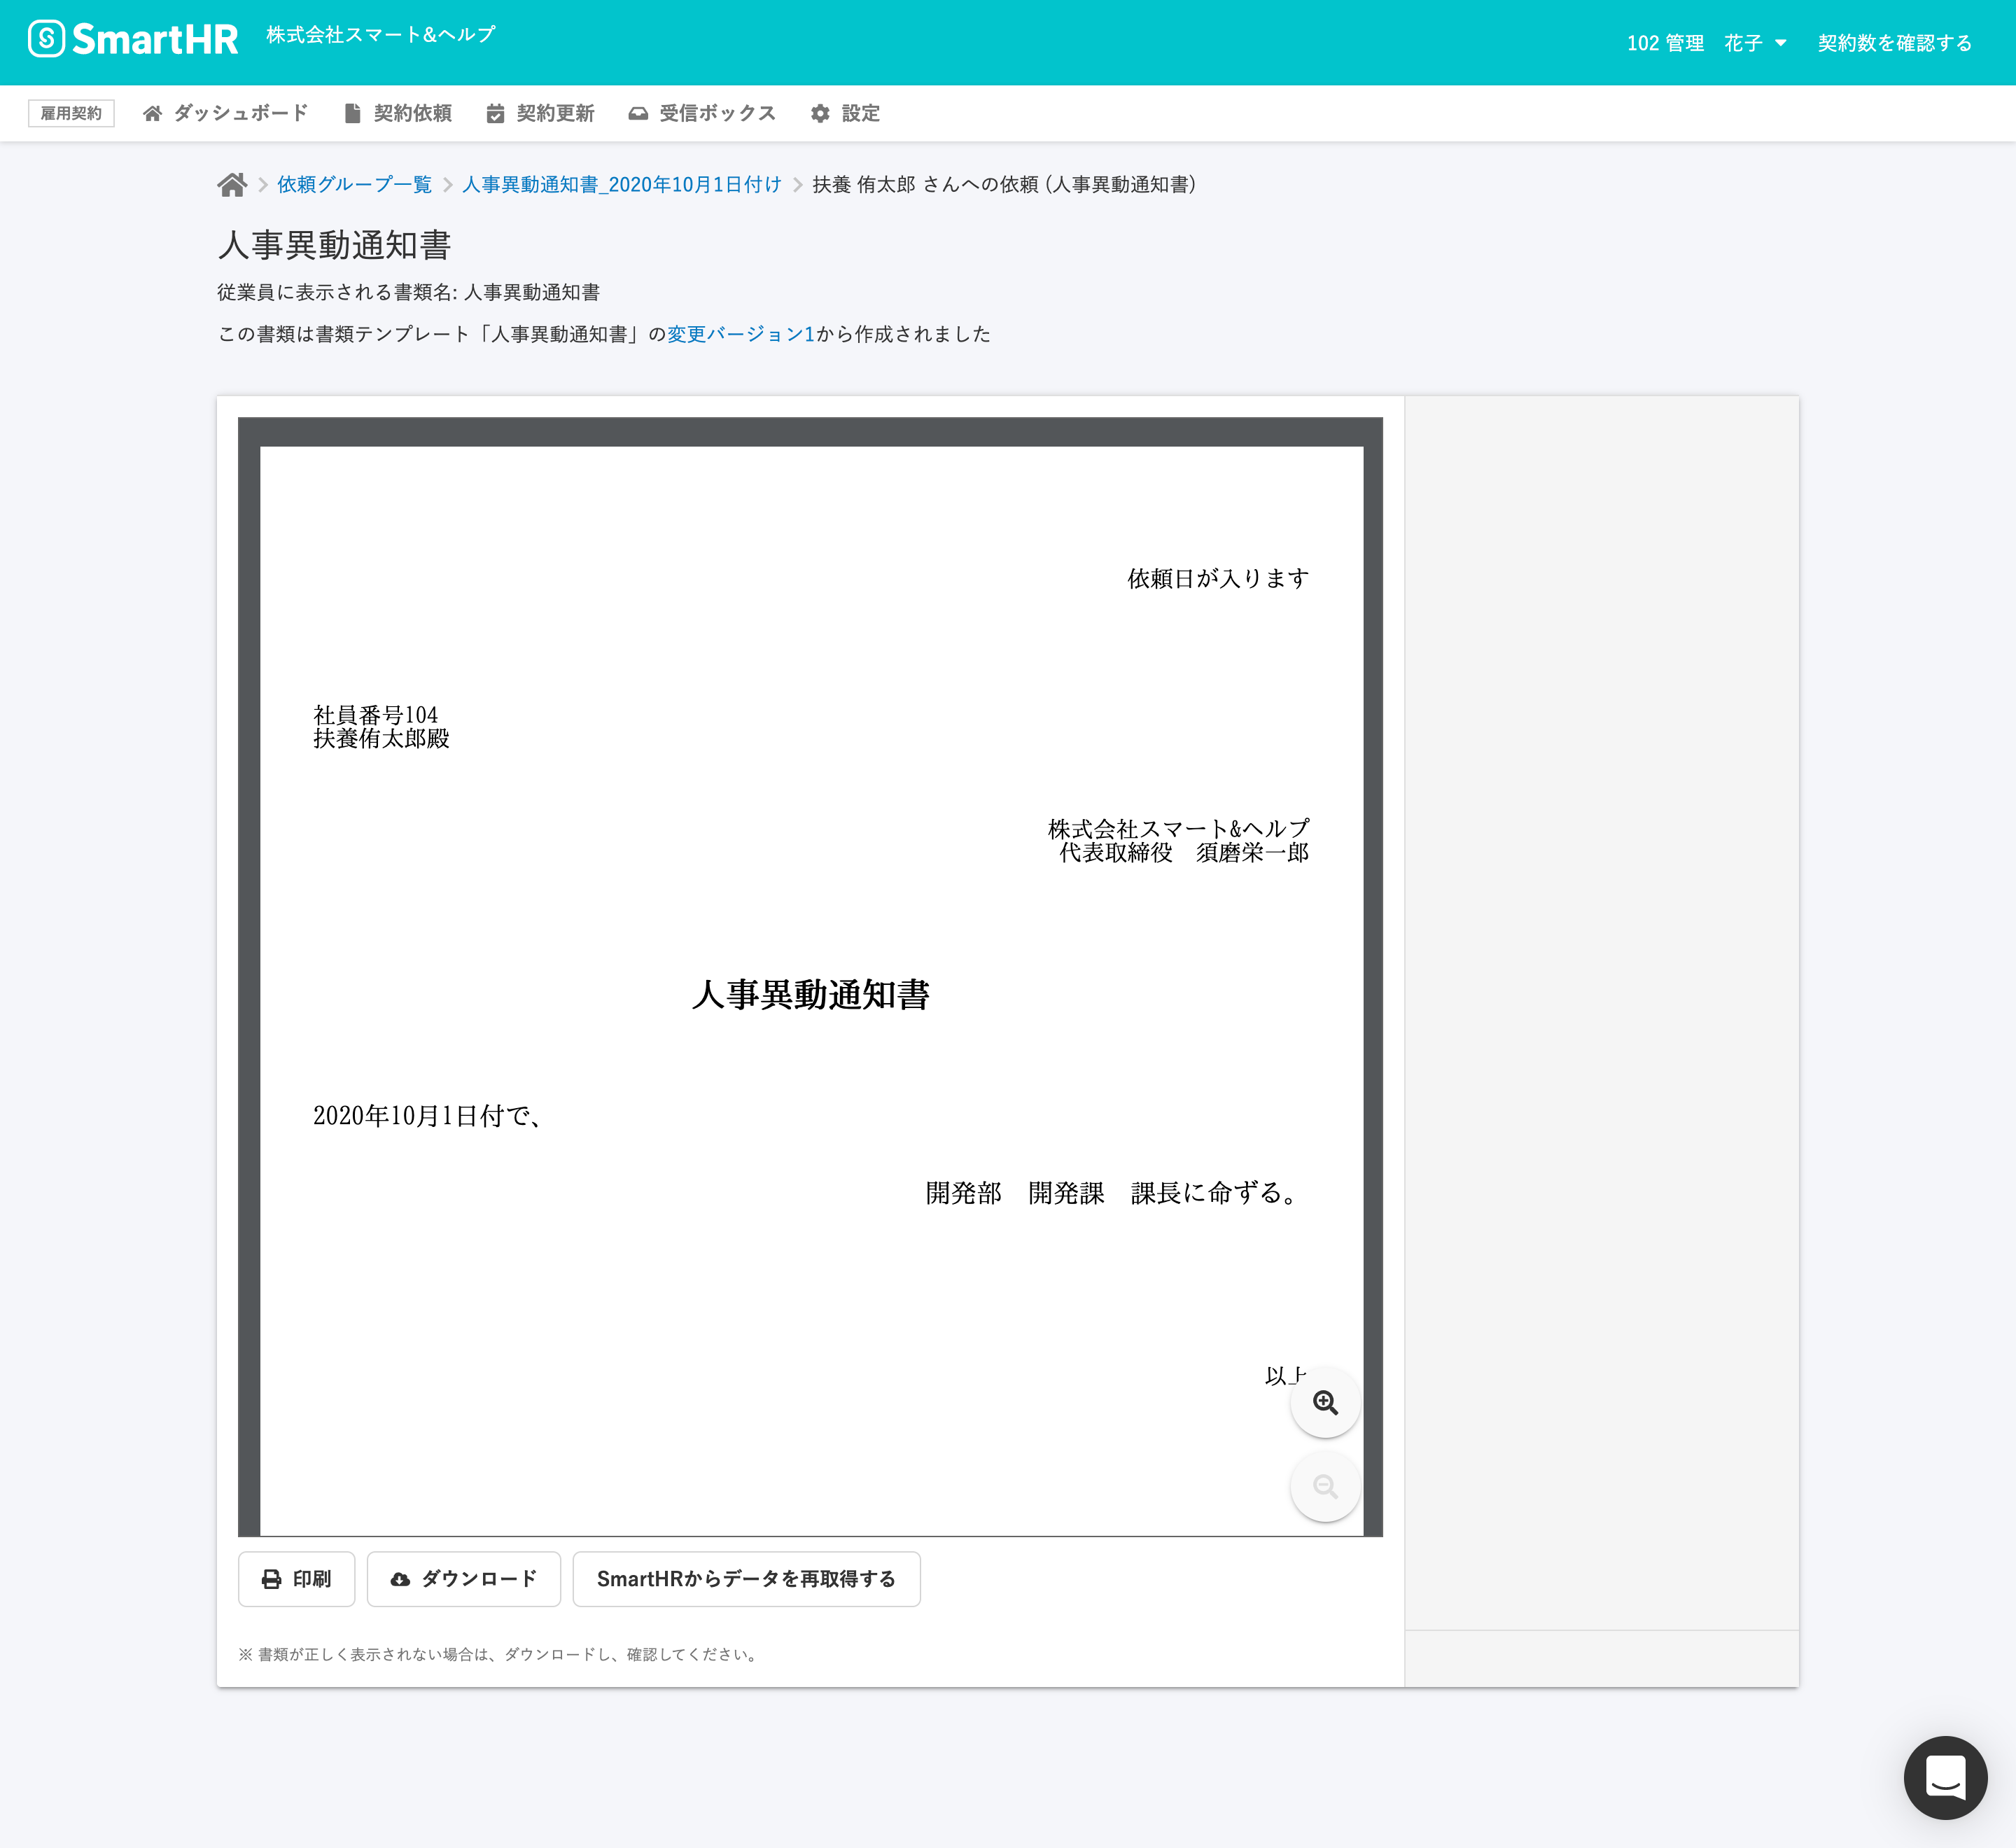 SmartHR 株式会社スマート&ヘルプ 102 管理　花子 契約数を確認する
雇用契約 ダッシュボード 契約依頼 契約更新 受信ボックス 設定
依頼グループ一覧 人事異動通知書_2020年10月1日付け 扶養 侑太郎 さんへの依頼 (人事異動通知書)
人事異動通知書
従業員に表示される書類名: 人事異動通知書
この書類は書類テンプレート「人事異動通知書」の変更バージョン1から作成されました
依頼日が入ります
社員番号104
扶養侑太郎殿
株式会社スマート&ヘルプ
代表取締役　須磨栄一郎
人事異動通知書
2020年10月1日付で、
開発部　開発課　課長に命ずる。
以上
印刷 ダウンロード SmartHRからデータを再取得する
※ 書類が正しく表示されない場合は、ダウンロードし、確認してください。